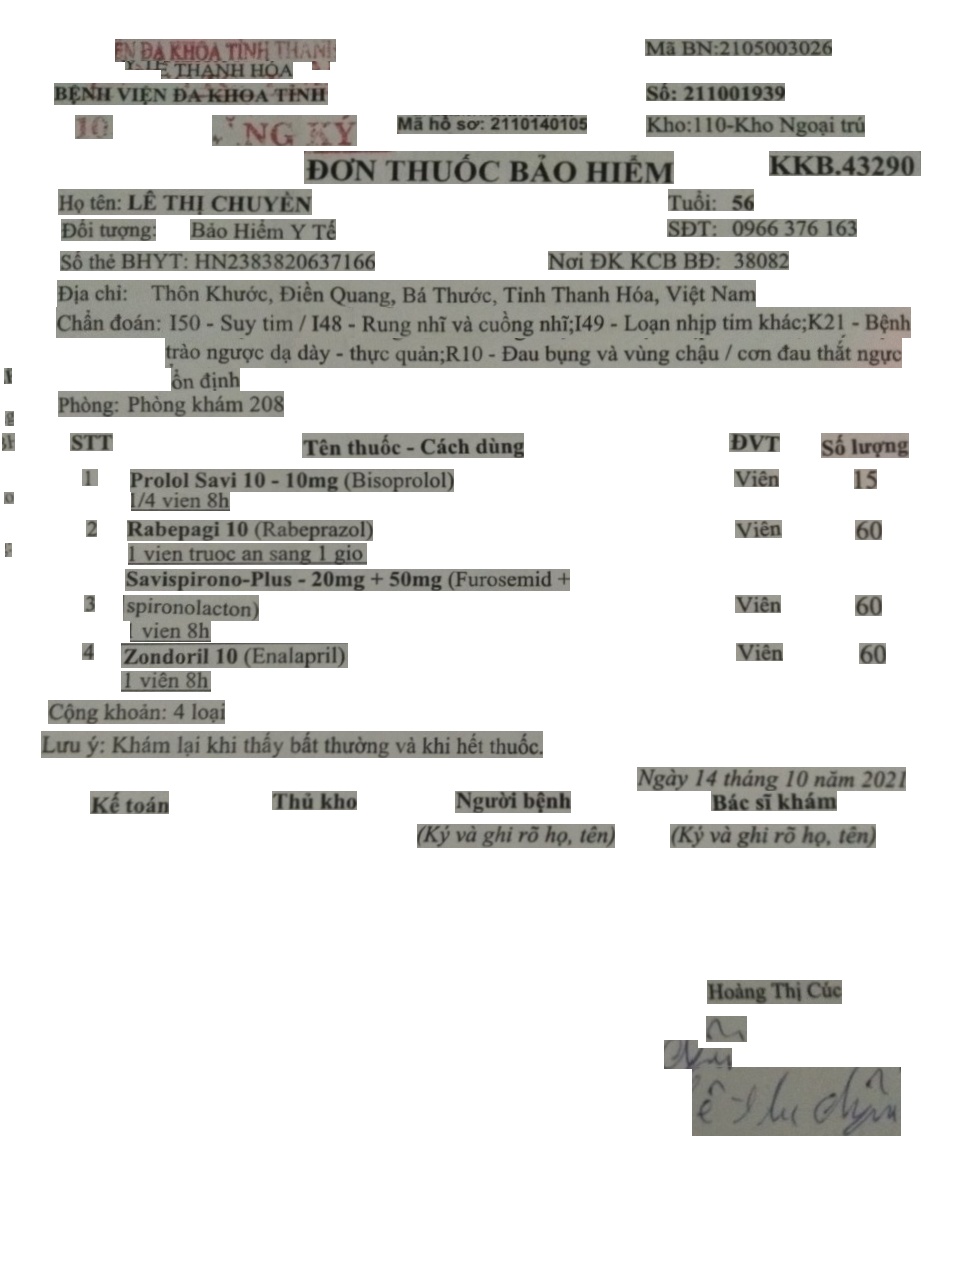 ĐA KHOA TỈNH THANH
THANH HÓA
BỆNH VIỆN ĐA KHOA TỈNH
Mã BN:2105003026
Số: 211001939
10
NG KÝ
Mã hồ sơ: 2110140105
Kho:110-Kho Ngoại trú
ĐƠN THUỐC BẢO HIỂM
KKB.43290
Họ tên: LÊ THỊ CHUYÊN Tuổi: 56
Đối tượng: Bảo Hiểm Y Tế SĐT: 0966 376 163
Số thẻ BHYT: HN2383820637166 Nơi ĐK KCB BĐ: 38082
Địa chỉ: Thôn Khước, Điền Quang, Bá Thước, Tỉnh Thanh Hóa, Việt Nam
Chẩn đoán: I50 - Suy tim / I48 - Rung nhĩ và cuồng nhĩ;I49 - Loạn nhịp tim khác;K21 - Bệnh
trào ngược dạ dày - thực quản;R10 - Đau bụng và vùng chậu / cơn đau thắt ngực
ổn định
Phòng: Phòng khám 208
STT Tên thuốc - Cách dùng ĐVT Số lượng
1 Prolol Savi 10 - 10mg (Bisoprolol) Viên 15
1/4 vien 8h
2 Rabepagi 10 (Rabeprazol) Viên 60
1 vien truoc an sang 1 gio
Savispirono-Plus - 20mg + 50mg (Furosemid +
3 spironolacton) Viên 60
1 vien 8h
4 Zondoril 10 (Enalapril) Viên 60
1 viên 8h
Cộng khoản: 4 loại
Lưu ý: Khám lại khi thấy bất thường và khi hết thuốc.
Ngày 14 tháng 10 năm 2021
Kế toán Thủ kho Người bệnh Bác sĩ khám
(Ký và ghi rõ họ, tên) (Ký và ghi rõ họ, tên)
Hoàng Thị Cúc